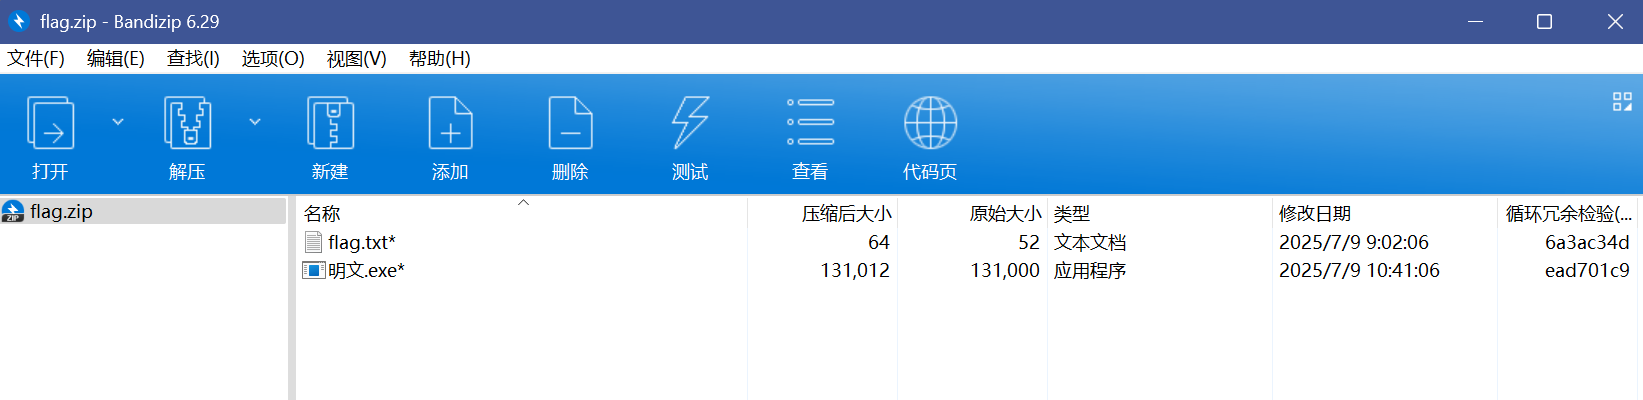 flag.zip - Bandizip 6.29
文件(F) 编辑(E) 查找(I) 选项(O) 视图(V) 帮助(H)
打开 解压 新建 添加 删除 测试 查看 代码页
flag.zip
名称 压缩后大小 原始大小 类型 修改日期 循环冗余检验(...
flag.txt* 64 52 文本文档 2025/7/9 9:02:06 6a3ac34d
明文.exe* 131,012 131,000 应用程序 2025/7/9 10:41:06 ead701c9